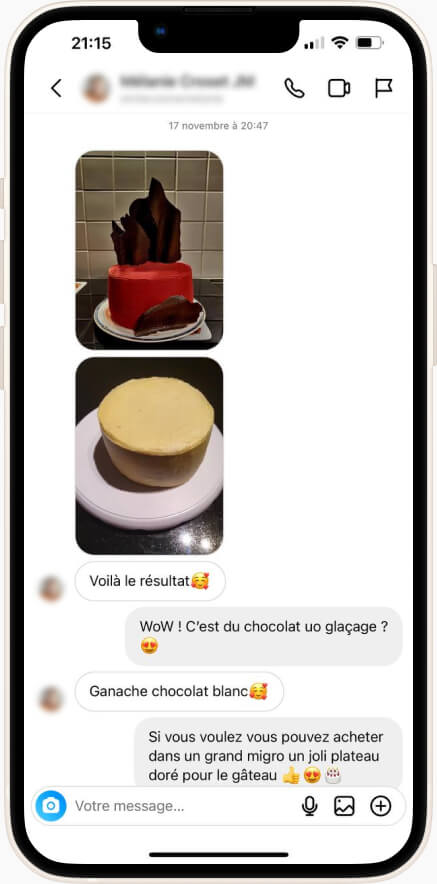 21:15
17 novembre à 20:47
Voilà le résultat🥰
WoW ! C’est du chocolat uo glaçage ?
😍
Ganache chocolat blanc🥰
Si vous voulez vous pouvez acheter
dans un grand migro un joli plateau
doré pour le gâteau 👍😍🎂
Votre message...